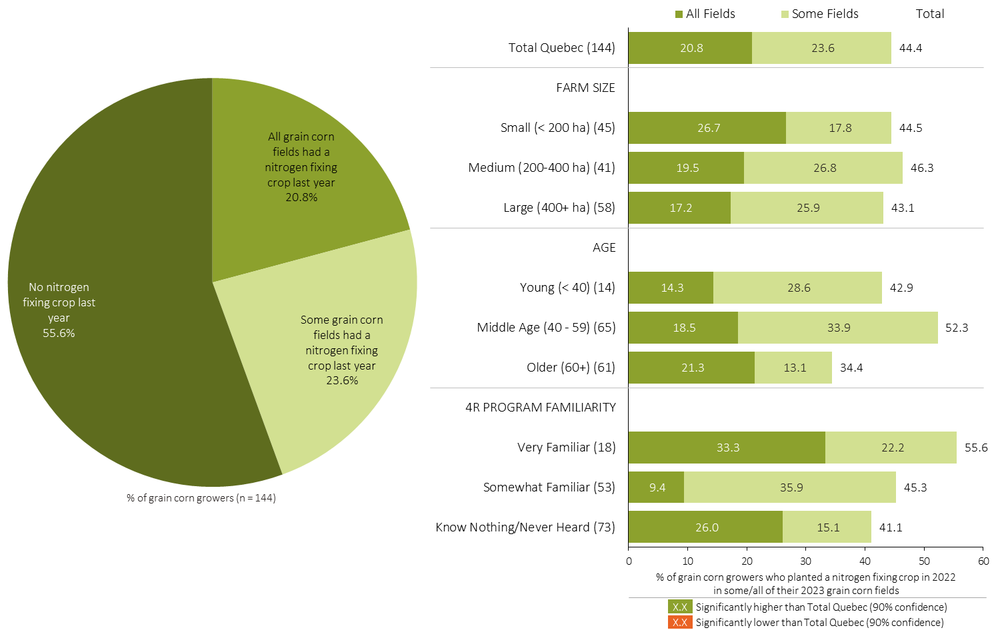 All grain corn
fields had a
nitrogen fixing
crop last year
20.8%
No nitrogen
fixing crop last
year
55.6%
Some grain corn
fields had a
nitrogen fixing
crop last year
23.6%
% of grain corn growers (n = 144)
All Fields Some Fields Total
Total Quebec (144) 20.8 23.6 44.4
FARM SIZE
Small (< 200 ha) (45) 26.7 17.8 44.5
Medium (200-400 ha) (41) 19.5 26.8 46.3
Large (400+ ha) (58) 17.2 25.9 43.1
AGE
Young (< 40) (14) 14.3 28.6 42.9
Middle Age (40 - 59) (65) 18.5 33.9 52.3
Older (60+) (61) 21.3 13.1 34.4
4R PROGRAM FAMILIARITY
Very Familiar (18) 33.3 22.2 55.6
Somewhat Familiar (53) 9.4 35.9 45.3
Know Nothing/Never Heard (73) 26.0 15.1 41.1
0 10 20 30 40 50 60
% of grain corn growers who planted a nitrogen fixing crop in 2022
in some/all of their 2023 grain corn fields
X.X Significantly higher than Total Quebec (90% confidence)
X.X Significantly lower than Total Quebec (90% confidence)